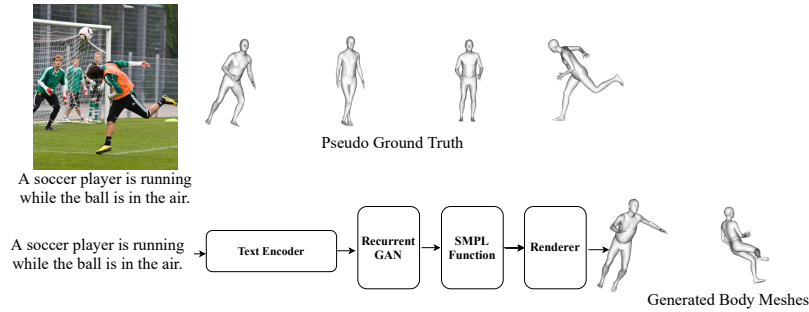 Pseudo Ground Truth
A soccer player is running
while the ball is in the air.
A soccer player is running
while the ball is in the air.
Text Encoder
Recurrent
GAN
SMPL
Function
Renderer
Generated Body Meshes